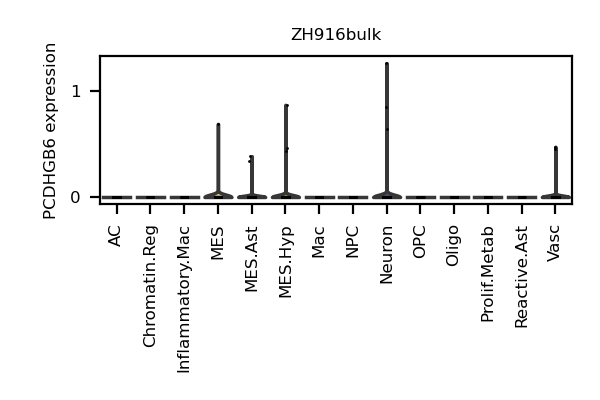 ZH916bulk
PCDHGB6 expression
1
0
AC
Chromatin.Reg
Inflammatory.Mac
MES
MES.Ast
MES.Hyp
Mac
NPC
Neuron
OPC
Oligo
Prolif.Metab
Reactive.Ast
Vasc